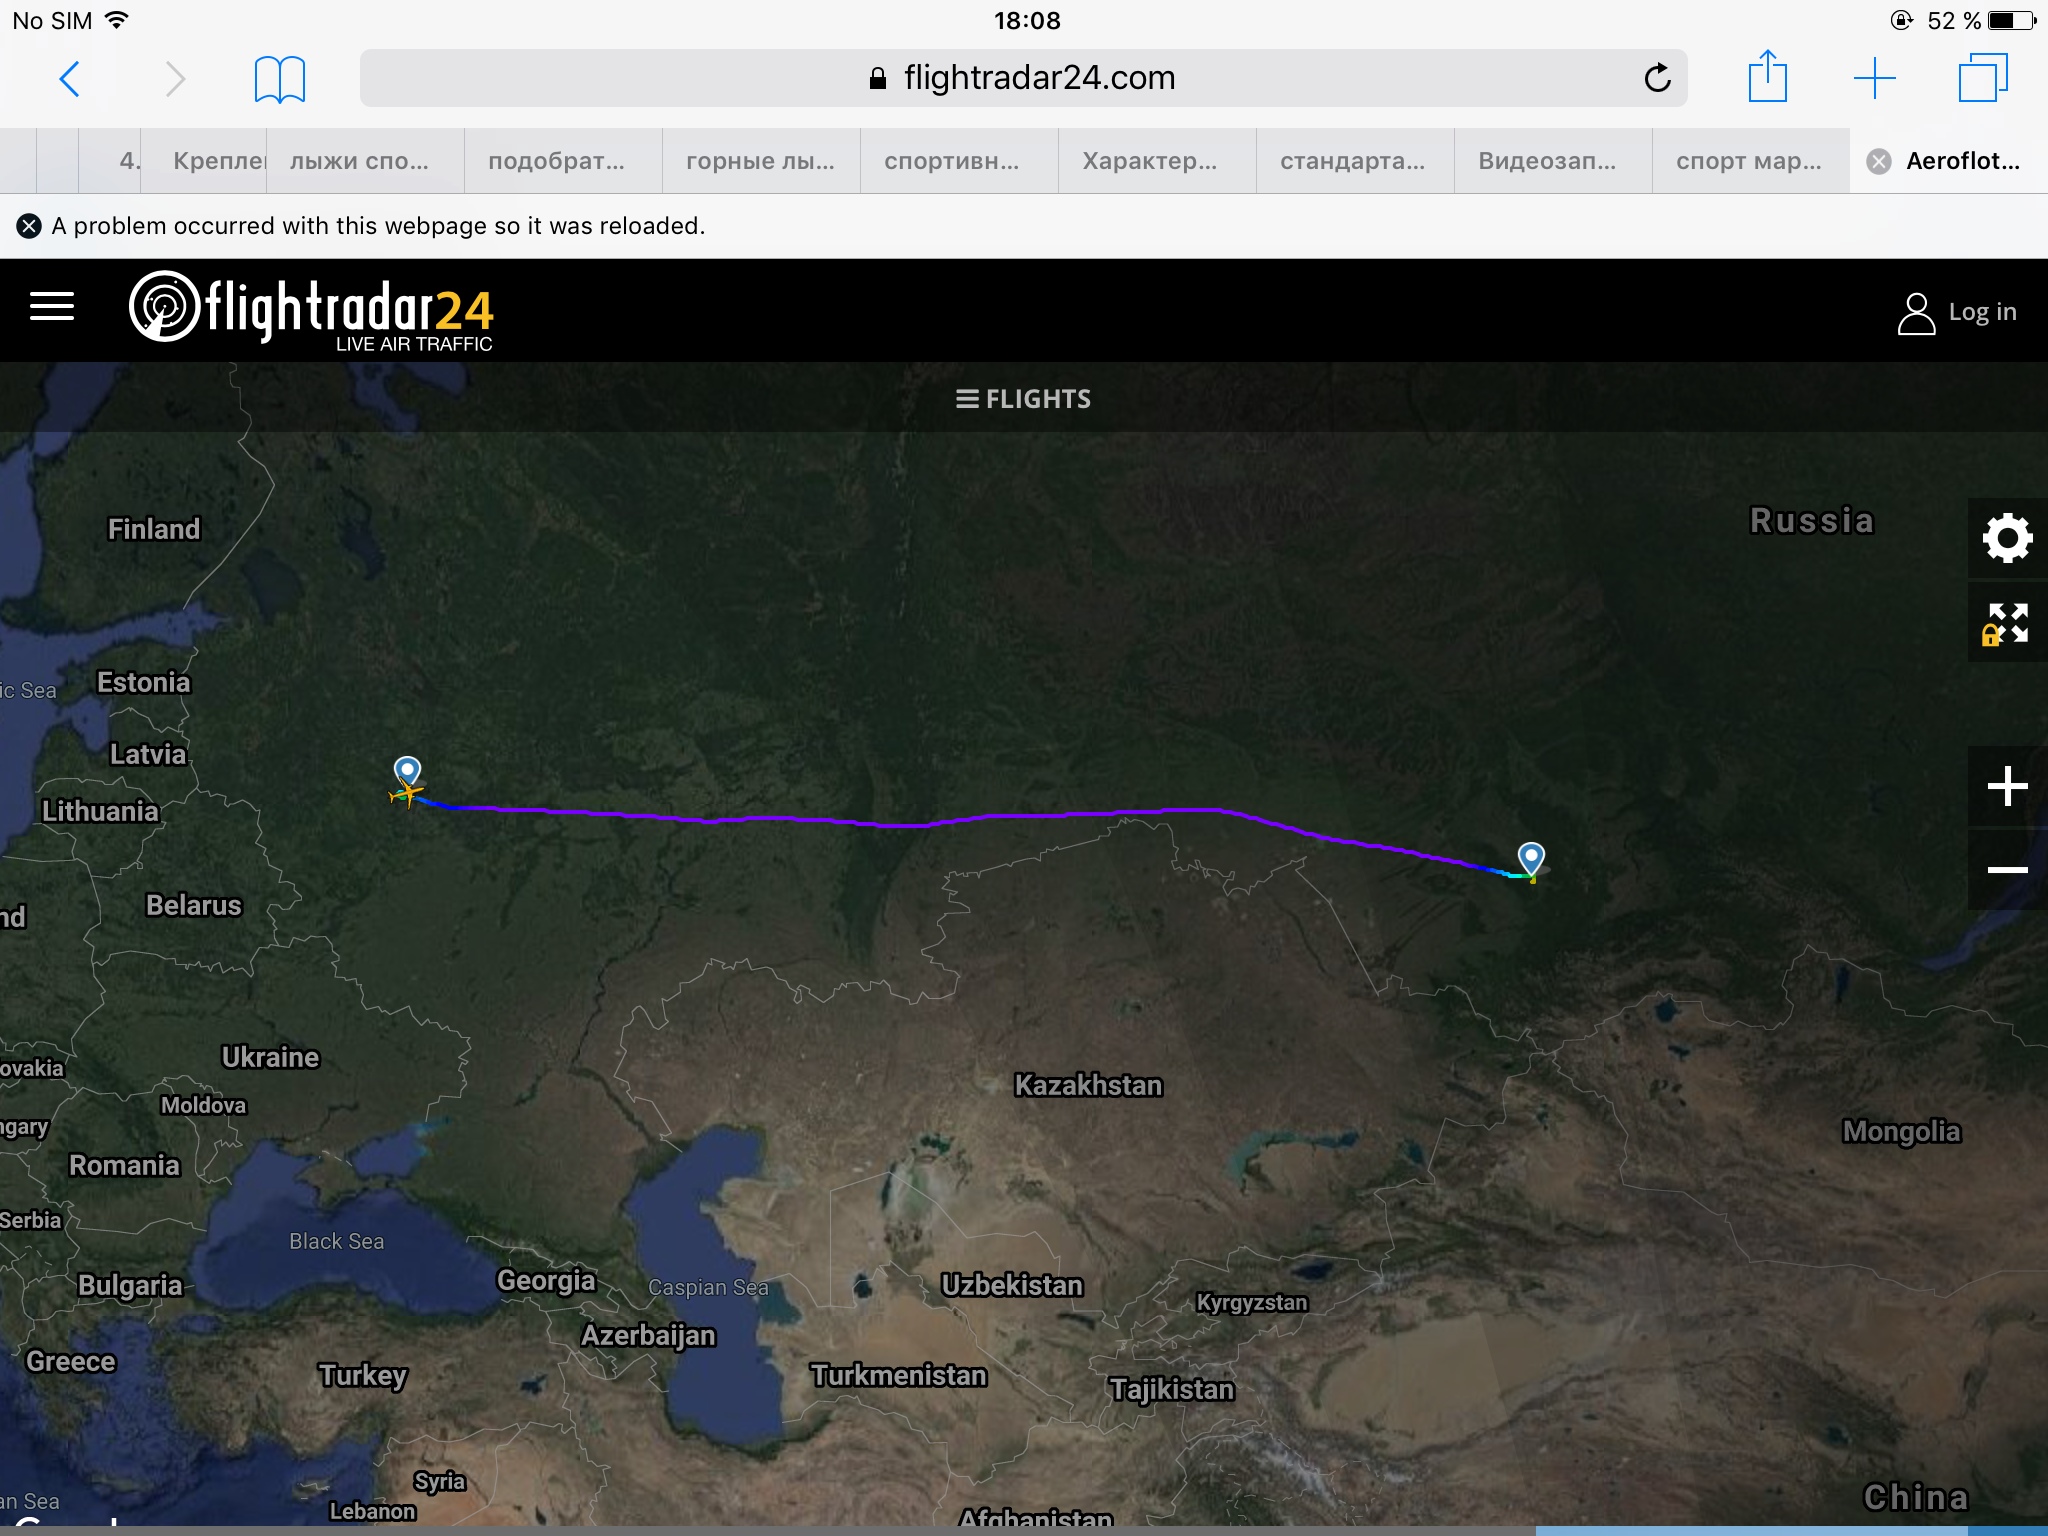 No SIM 18:08 52 %
flightradar24.com
4. Крепле лыжи спо... подобрат... горные лы... спортивн... Характер... стандарта... Видеозап... спорт мар... Aeroflot...
A problem occurred with this webpage so it was reloaded.
flightradar24
LIVE AIR TRAFFIC
Log in
FLIGHTS
Russia
Finland
Estonia
ic Sea
Latvia
Lithuania
Belarus
nd
Ukraine
ovakia
Kazakhstan
Moldova
ngary
Mongolia
Romania
Serbia
Black Sea
Georgia
Caspian Sea
Bulgaria
Uzbekistan
Kyrgyzstan
Azerbaijan
Greece
Turkey
Turkmenistan
Tajikistan
Syria
China
an Sea
Lebanon
Afghanistan